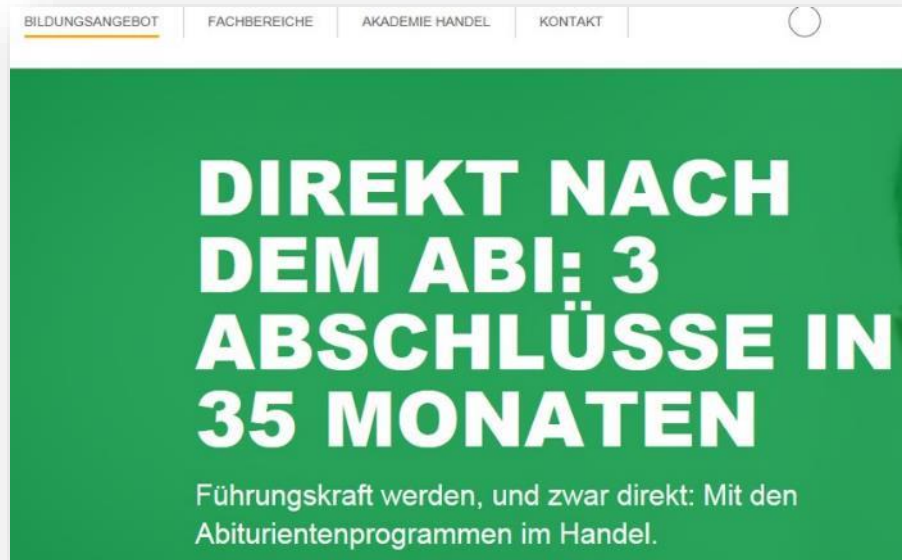 BILDUNGSANGEBOT FACHBEREICHE AKADEMIE HANDEL KONTAKT
DIREKT NACH
DEM ABI: 3
ABSCHLÜSSE IN
35 MONATEN
Führungskraft werden, und zwar direkt: Mit den
Abiturientenprogrammen im Handel.